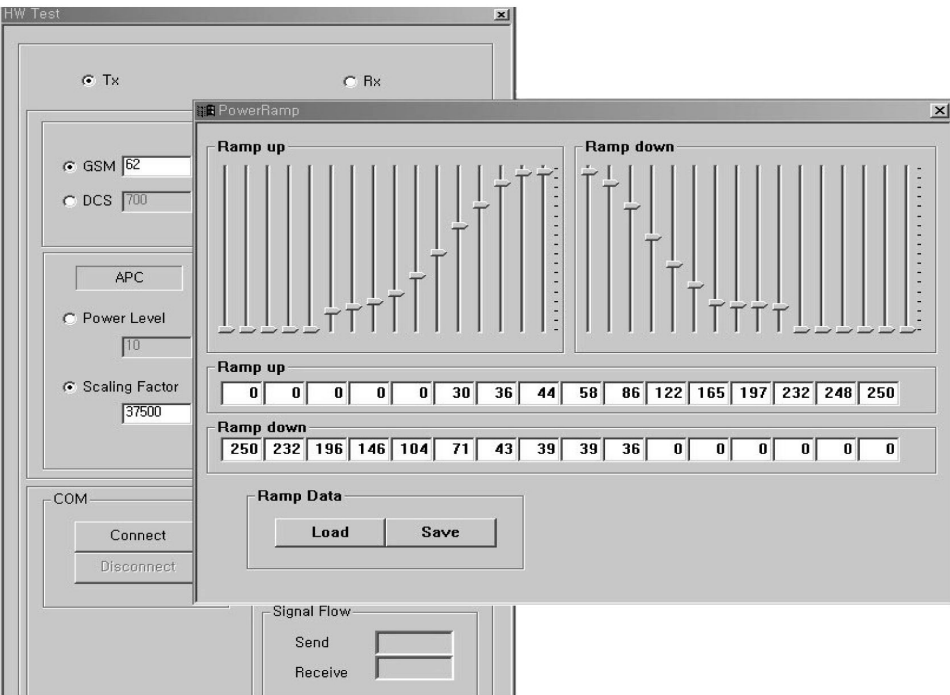 HW Test
Tx Rx
PowerRamp
GSM 62
DCS 700
APC
Power Level
10
Scaling Factor
37500
COM
Connect
Disconnect
Ramp up Ramp down
Ramp up
0 0 0 0 0 30 36 44 58 86 122 165 197 232 248 250
Ramp down
250 232 196 146 104 71 43 39 39 36 0 0 0 0 0 0
Ramp Data
Load Save
Signal Flow
Send
Receive